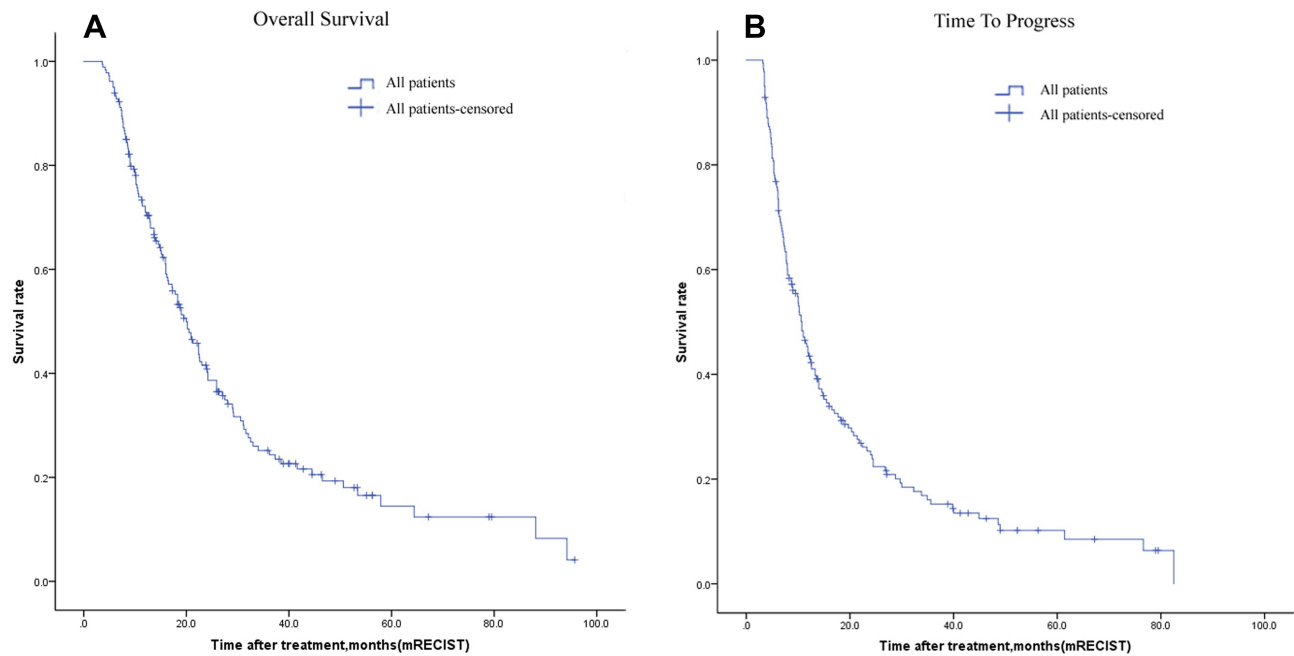 A
Overall Survival
All patients
All patients-censored
Survival rate
1.0
0.8
0.6
0.4
0.2
0.0
.0 20.0 40.0 60.0 80.0 100.0
Time after treatment,months(mRECIST)
B
Time To Progress
All patients
All patients-censored
Survival rate
1.0
0.8
0.6
0.4
0.2
0.0
.0 20.0 40.0 60.0 80.0 100.0
Time after treatment,months(mRECIST)